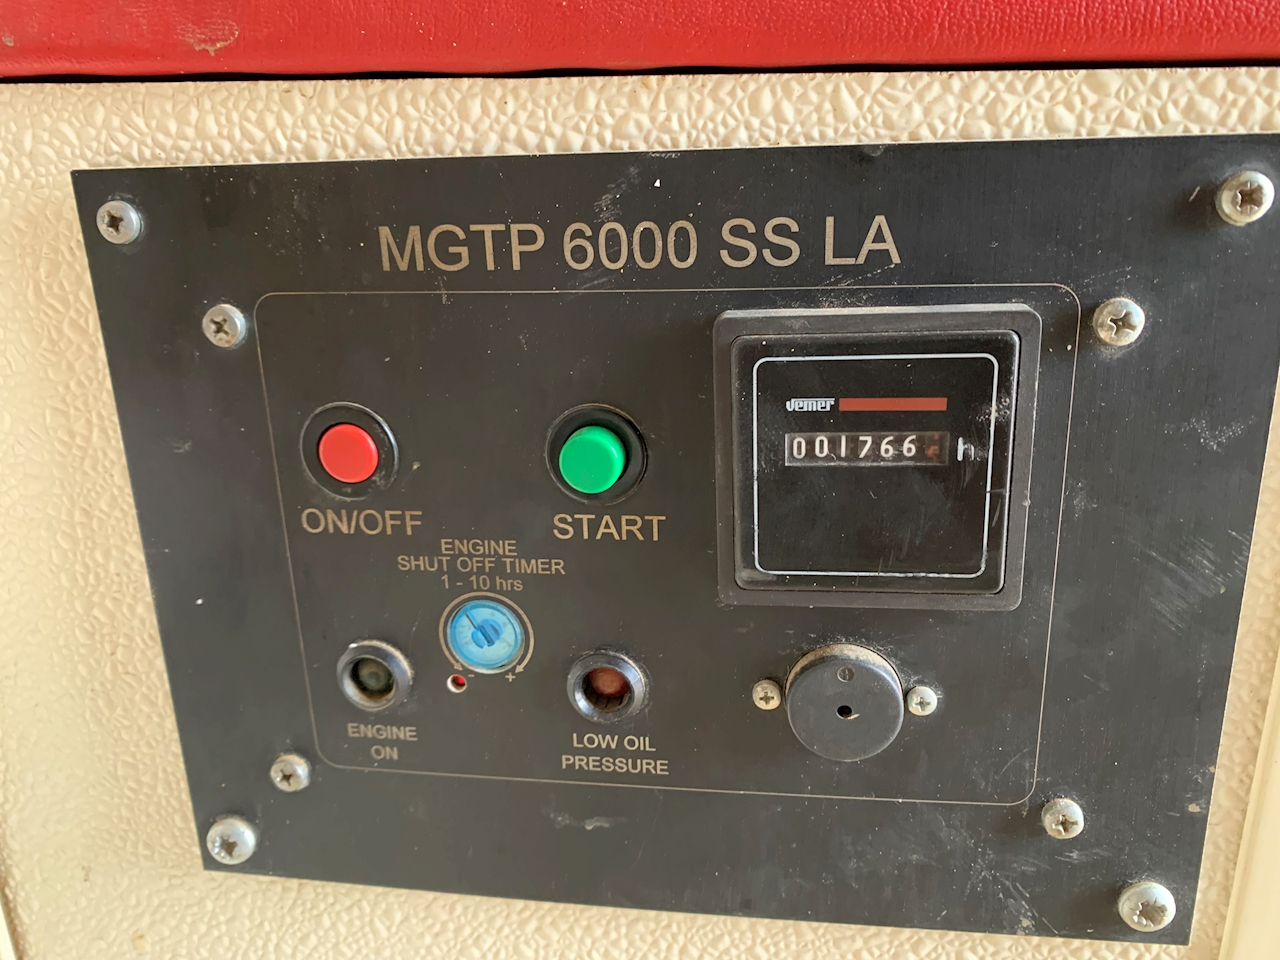 MGTP 6000 SS LA
vemer
001766
h
ON/OFF
START
ENGINE
SHUT OFF TIMER
1 - 10 hrs
- +
ENGINE
ON
LOW OIL
PRESSURE